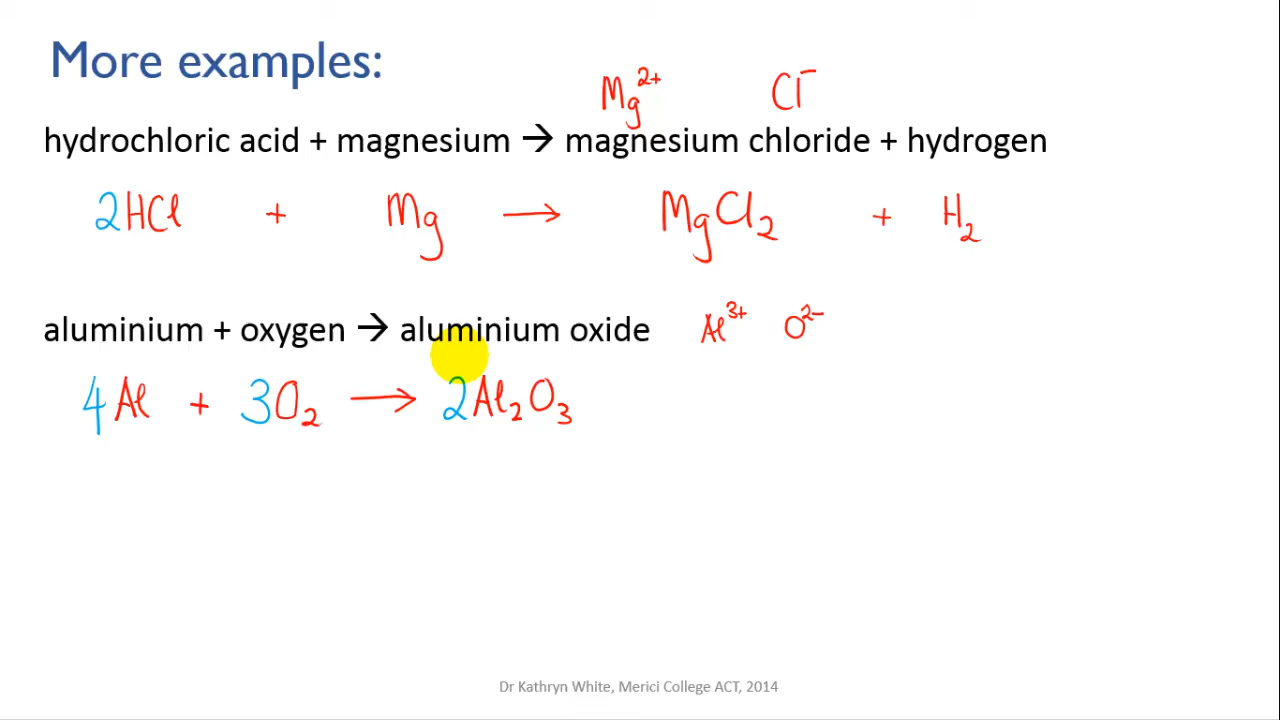 More examples:
Mg²⁺ Cl⁻
hydrochloric acid + magnesium → magnesium chloride + hydrogen
2HCl + Mg → MgCl₂ + H₂
aluminium + oxygen → aluminium oxide Al³⁺ O²⁻
4Al + 3O₂ → 2Al₂O₃
Dr Kathryn White, Merici College ACT, 2014